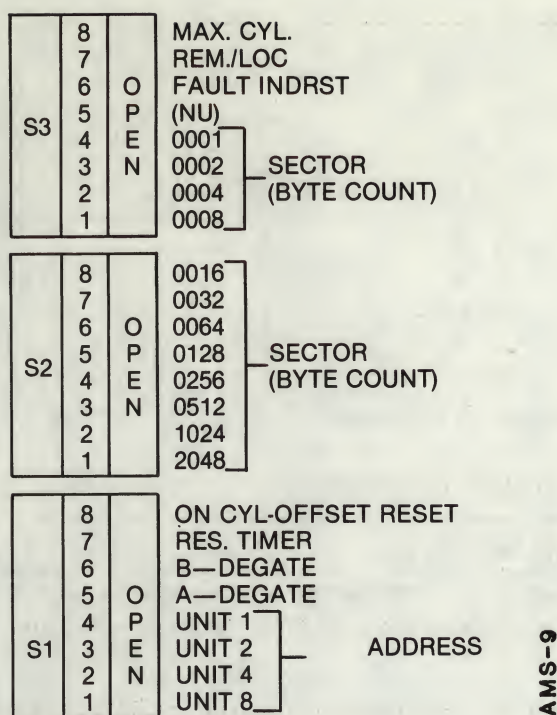 8 MAX. CYL.
7 REM./LOC
6 O FAULT INDRST
5 P (NU)
S3 4 E 0001
3 N 0002 SECTOR
2 0004 (BYTE COUNT)
1 0008
8 0016
7 0032
6 O 0064
5 P 0128 SECTOR
S2 4 E 0256 (BYTE COUNT)
3 N 0512
2 1024
1 2048
8 ON CYL-OFFSET RESET
7 RES. TIMER
6 B—DEGATE
5 O A—DEGATE
4 P UNIT 1
S1 3 E UNIT 2 ADDRESS
2 N UNIT 4
1 UNIT 8
AMS-9